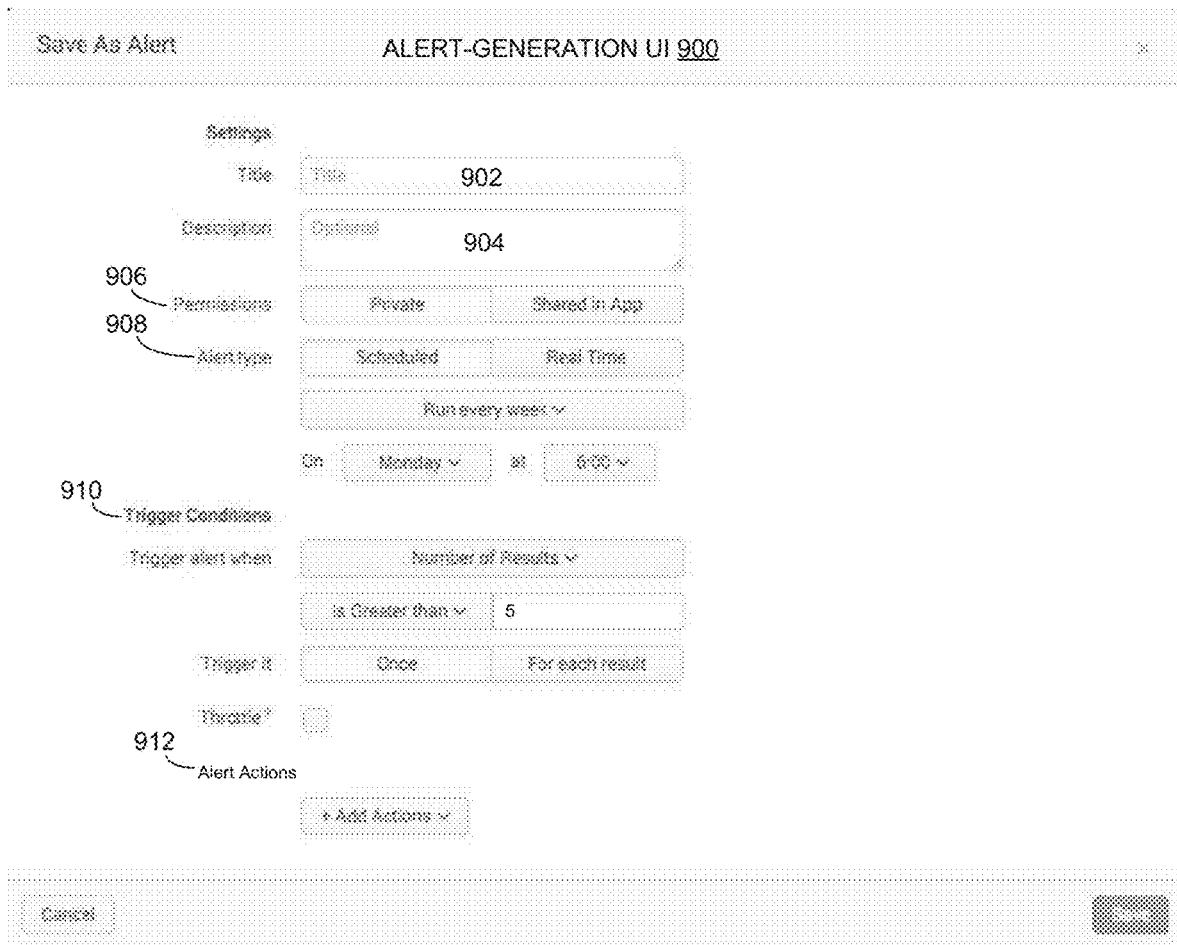 Save As Alert ALERT-GENERATION UI 900 ×
Settings
Title Title 902
Description Optional 904
906
Permissions Private Shared in App
908
Alert type Scheduled Real Time
Run every week
On Monday at 6:00
910
Trigger Conditions
Trigger alert when Number of Results
is Greater than 5
Trigger it Once For each result
Throttle ?
912
Alert Actions
+ Add Actions
Cancel